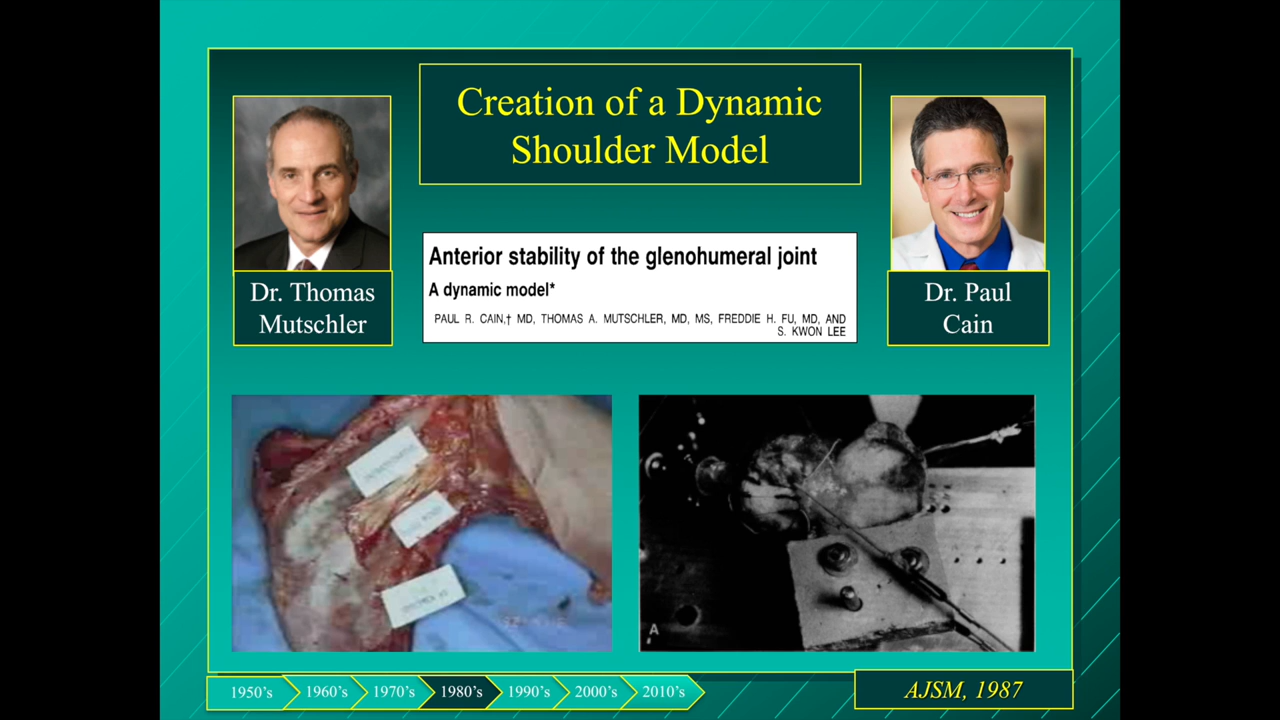 Creation of a Dynamic
Shoulder Model
Dr. Thomas
Mutschler
Anterior stability of the glenohumeral joint
A dynamic model*
PAUL R. CAIN,† MD, THOMAS A. MUTSCHLER, MD, MS, FREDDIE H. FU, MD, AND
S. KWON LEE
Dr. Paul
Cain
A
1950's 1960's 1970's 1980's 1990's 2000's 2010's
AJSM, 1987